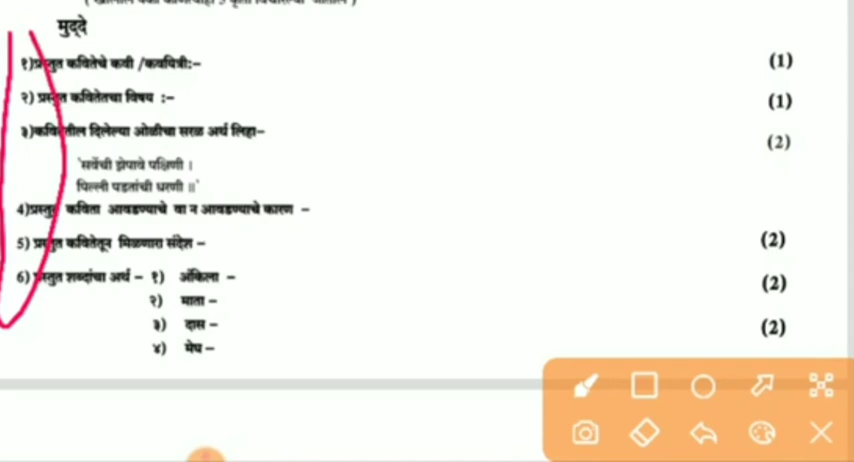 मुद्दे
१)प्रस्तुत कवितेचे कवी /कवयित्री:-
(1)
२) प्रस्तुत कवितेतचा विषय :-
(1)
३)कवितेतील दिलेल्या ओळीचा सरळ अर्थ लिहा-
(2)
'सवेंची झेपावे पक्षिणी ।
पिल्ली पडतांची धरणी ॥'
4)प्रस्तुत कविता आवडण्याचे वा न आवडण्याचे कारण -
5) प्रस्तुत कवितेतून मिळणारा संदेश -
(2)
6) प्रस्तुत शब्दांचा अर्थ - १) अंकिला -
(2)
२) माता -
३) दास -
(2)
४) मेघ -